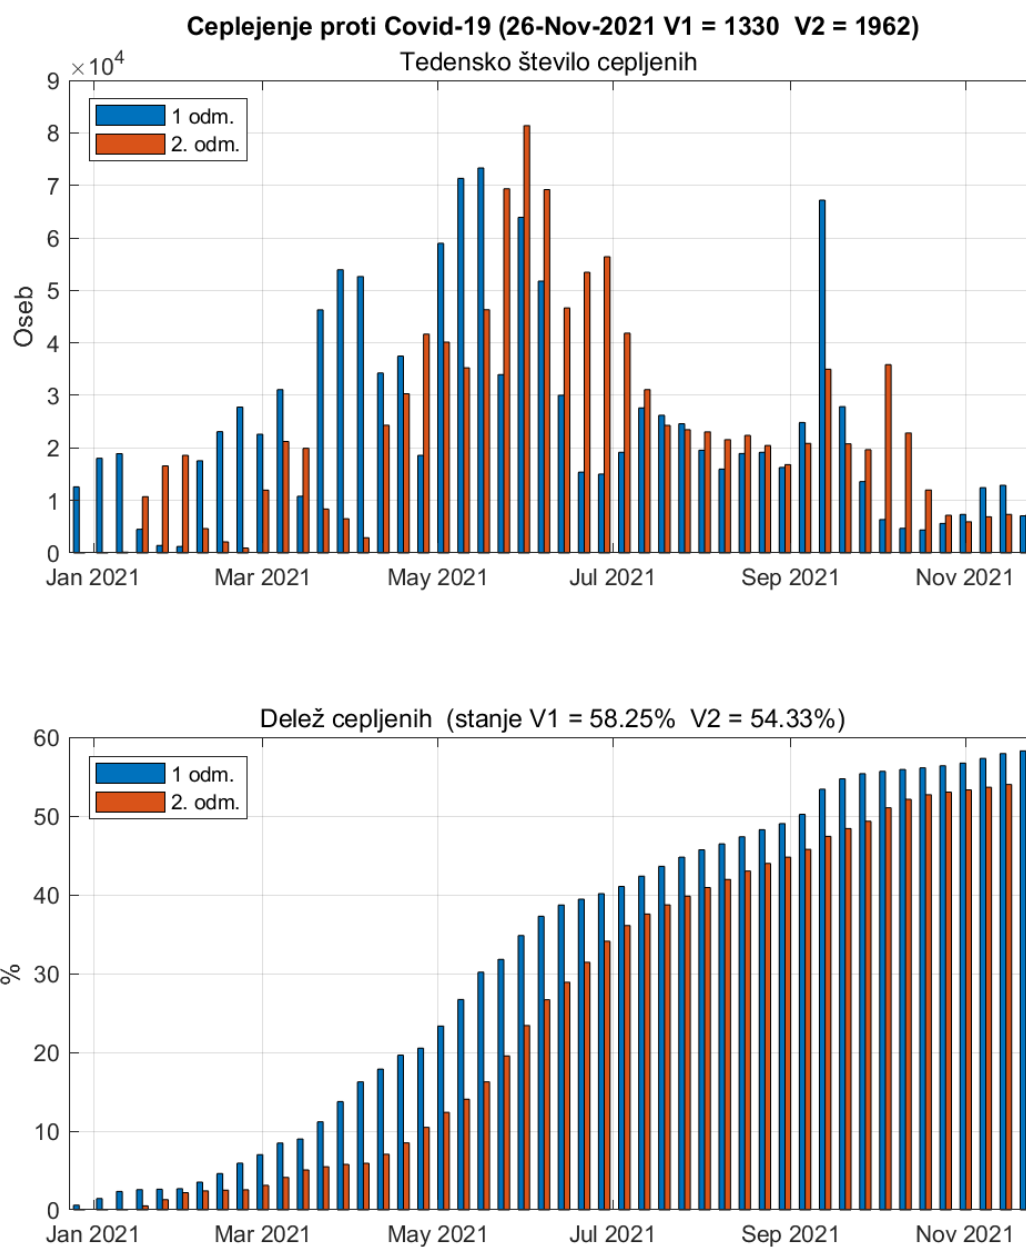 Ceplejenje proti Covid-19 (26-Nov-2021 V1 = 1330 V2 = 1962)
×10⁴
Tedensko število cepljenih
9
8
7
6
5
4
3
2
1
0
Oseb
1 odm.
2. odm.
Jan 2021 Mar 2021 May 2021 Jul 2021 Sep 2021 Nov 2021
Delež cepljenih (stanje V1 = 58.25% V2 = 54.33%)
60
50
40
30
20
10
0
%
1 odm.
2. odm.
Jan 2021 Mar 2021 May 2021 Jul 2021 Sep 2021 Nov 2021